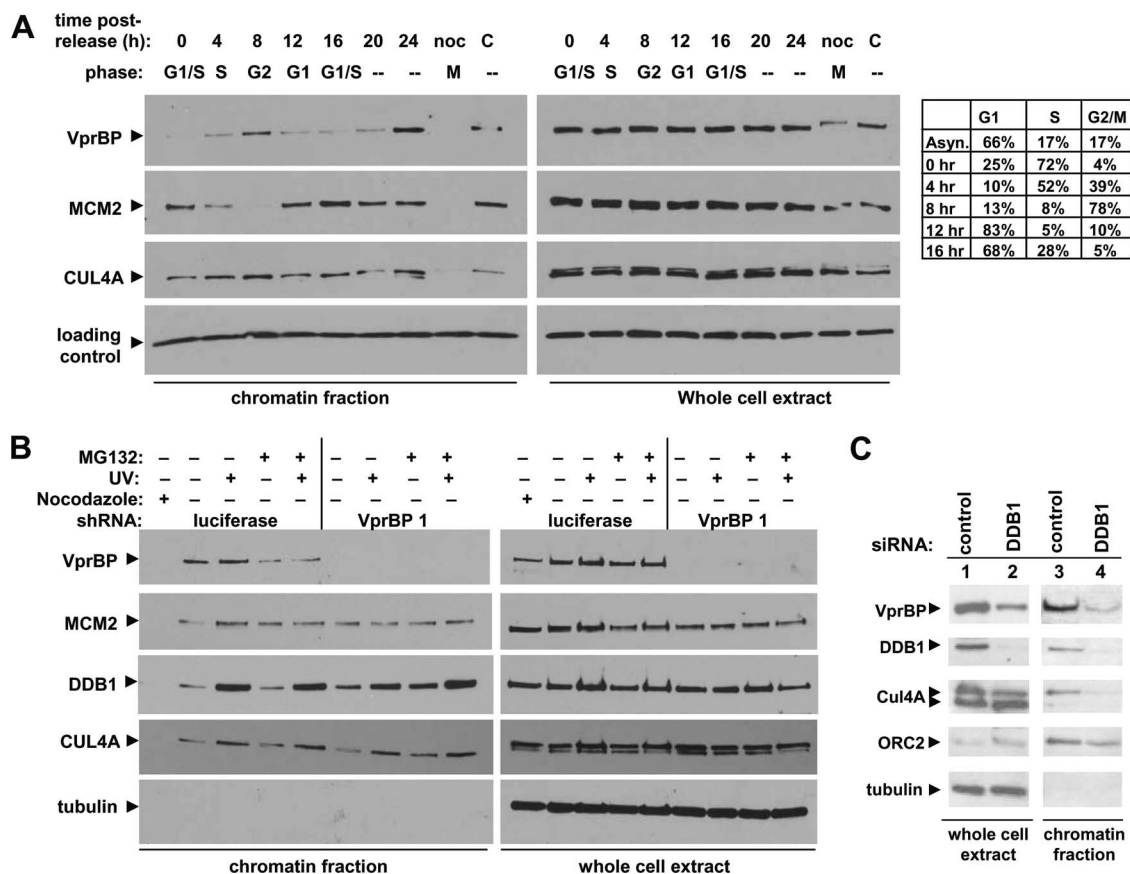 A
time post-
release (h): 0 4 8 12 16 20 24 noc C 0 4 8 12 16 20 24 noc C
phase: G1/S S G2 G1 G1/S -- -- M -- G1/S S G2 G1 G1/S -- -- M --
VprBP
MCM2
CUL4A
loading
control
chromatin fraction Whole cell extract
G1 S G2/M
Asyn. 66% 17% 17%
0 hr 25% 72% 4%
4 hr 10% 52% 39%
8 hr 13% 8% 78%
12 hr 83% 5% 10%
16 hr 68% 28% 5%
B
MG132: – – – + + – – + + – – – + + – – + +
UV: – – + – + – + – + – – + – + – + – +
Nocodazole: + – – – – – – – – + – – – – – – – –
shRNA: luciferase VprBP 1 luciferase VprBP 1
VprBP
MCM2
DDB1
CUL4A
tubulin
chromatin fraction whole cell extract
C
siRNA: control DDB1 control DDB1
1 2 3 4
VprBP
DDB1
Cul4A
ORC2
tubulin
whole cell chromatin
extract fraction